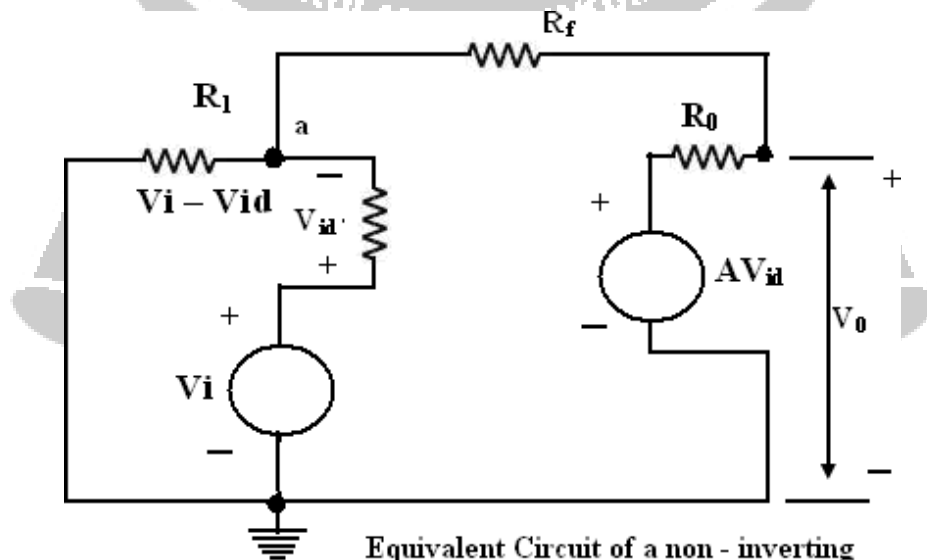 Rf
R1
a
R0
Vi – Vid
–
+
Vid
+
+
AVid
V0
+
–
Vi
–
–
Equivalent Circuit of a non - inverting